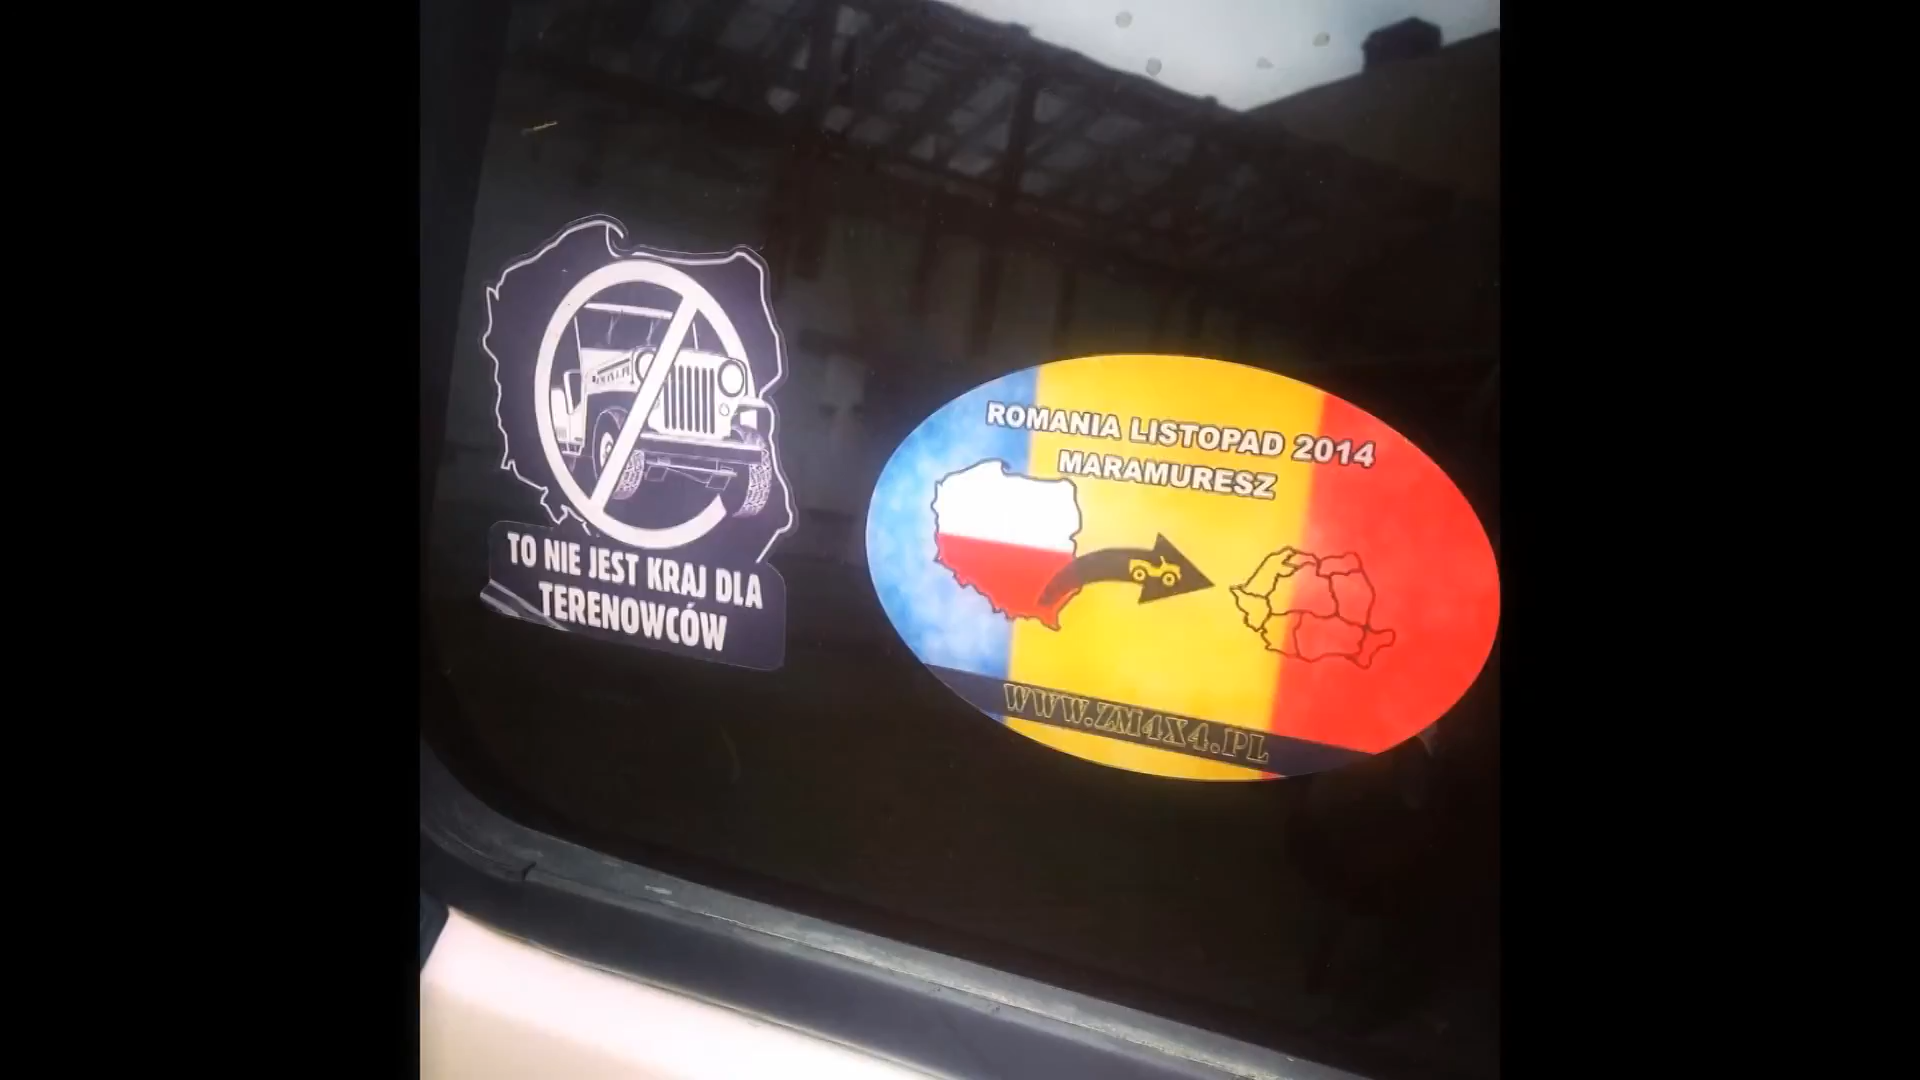 TO NIE JEST KRAJ DLA
TERENOWCÓW
ROMANIA LISTOPAD 2014
MARAMURESZ
WWW.ZM4X4.PL